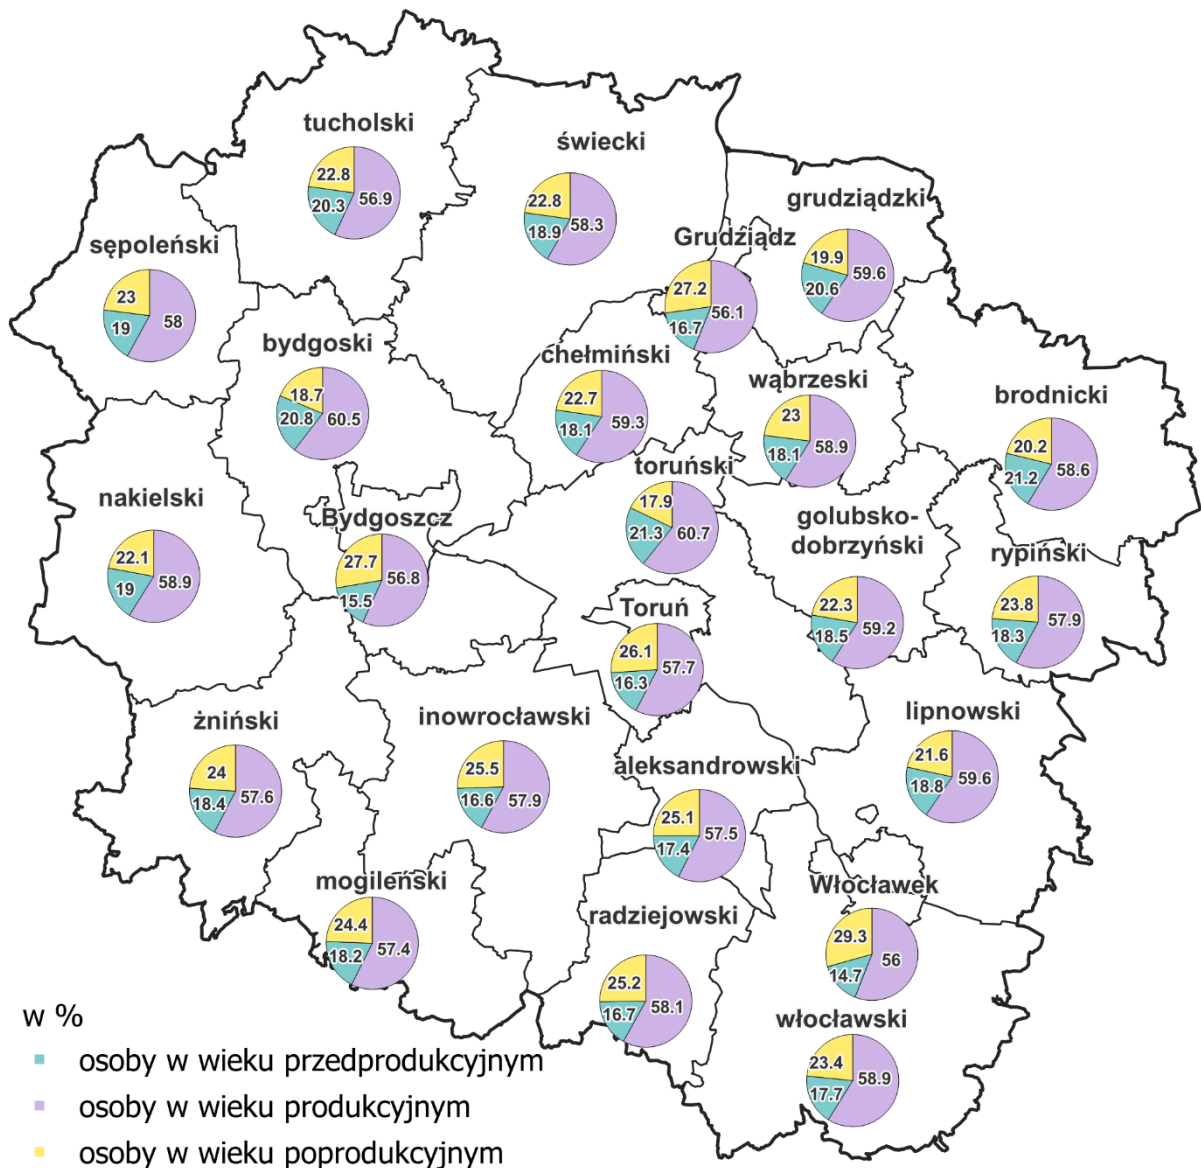 tucholski
22.8
56.9
20.3
świecki
22.8
58.3
18.9
grudziądzki
19.9
59.6
20.6
sępoleński
23
58
19
Grudziądz
27.2
56.1
16.7
bydgoski
18.7
60.5
20.8
chełmiński
22.7
59.3
18.1
wąbrzeski
23
58.9
18.1
brodnicki
20.2
58.6
21.2
nakielski
22.1
58.9
19
Bydgoszcz
27.7
56.8
15.5
toruński
17.9
60.7
21.3
golubsko-
dobrzyński
22.3
59.2
18.5
rypiński
23.8
57.9
18.3
Toruń
26.1
57.7
16.3
żniński
24
57.6
18.4
inowrocławski
25.5
57.9
16.6
aleksandrowski
25.1
57.5
17.4
lipnowski
21.6
59.6
18.8
mogileński
24.4
57.4
18.2
radziejowski
25.2
58.1
16.7
Włocławek
29.3
56
14.7
włocławski
23.4
58.9
17.7
w %
osoby w wieku przedprodukcyjnym
osoby w wieku produkcyjnym
osoby w wieku poprodukcyjnym